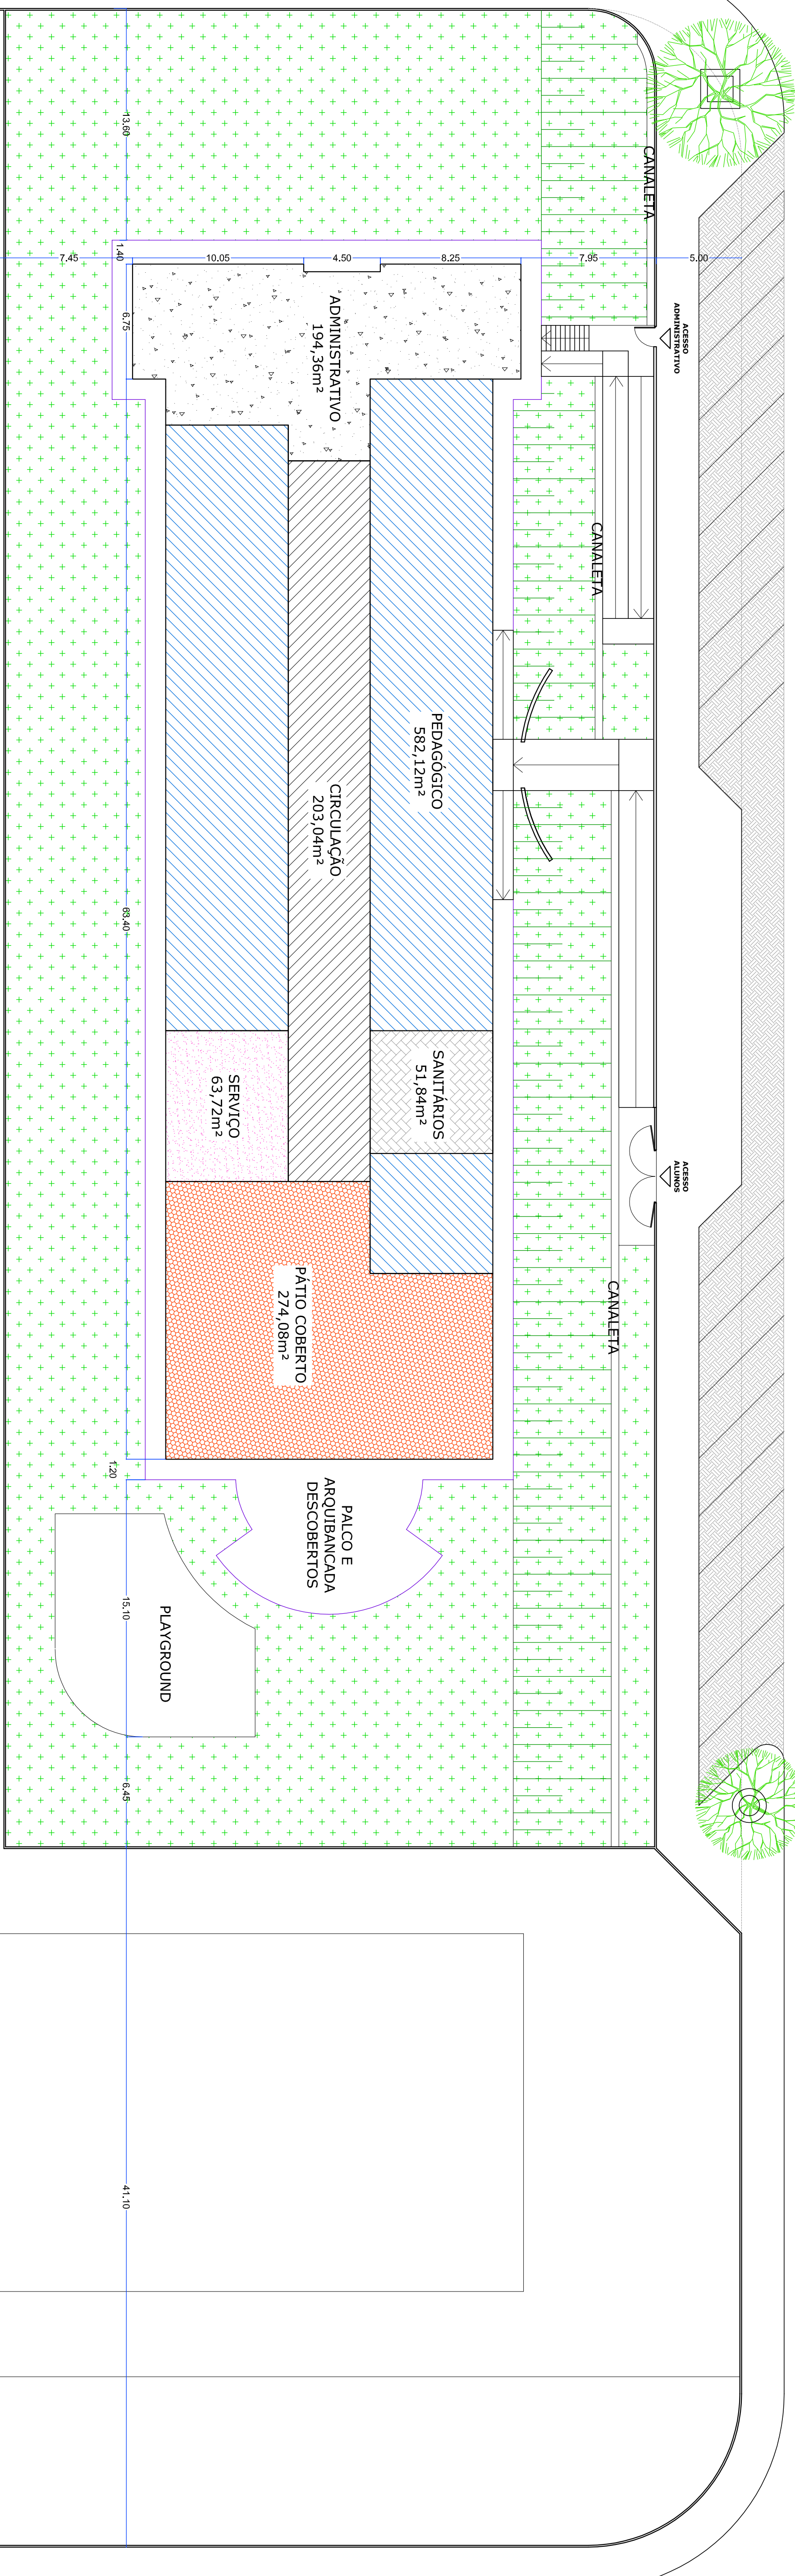 CANALETA
13.60
7.45
1.40
10.05
4.50
8.25
7.95
5.00
6.75
ADMINISTRATIVO
194,36m²
ACESSO
ADMINISTRATIVO
CANALETA
PEDAGÓGICO
582,12m²
CIRCULAÇÃO
203,04m²
63.40
SERVIÇO
63,72m²
SANITÁRIOS
51,84m²
ACESSO
ALUNOS
CANALETA
PÁTIO COBERTO
274,08m²
1.20
PALCO E
ARQUIBANCADA
DESCOBERTOS
15.10
PLAYGROUND
6.45
41.10